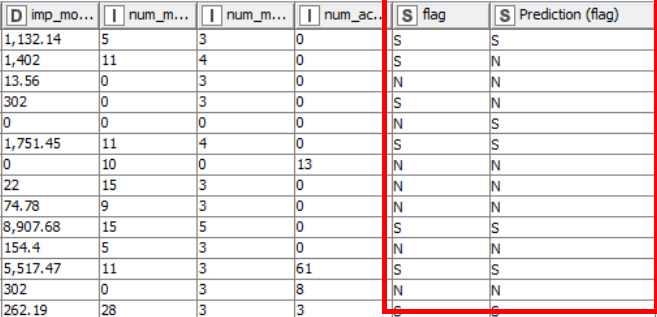 D imp_mo... I num_m... I num_m... I num_ac... S flag S Prediction (flag)
1,132.14 5 3 0 S S
1,402 11 4 0 S N
13.56 0 3 0 N N
302 0 3 0 S N
0 0 0 0 N S
1,751.45 11 4 0 S S
0 10 0 13 N N
22 15 3 0 N N
74.78 9 3 0 N N
8,907.68 15 5 0 S S
154.4 5 3 0 N N
5,517.47 11 3 61 S S
302 0 3 8 N N
262.19 28 3 3 S S